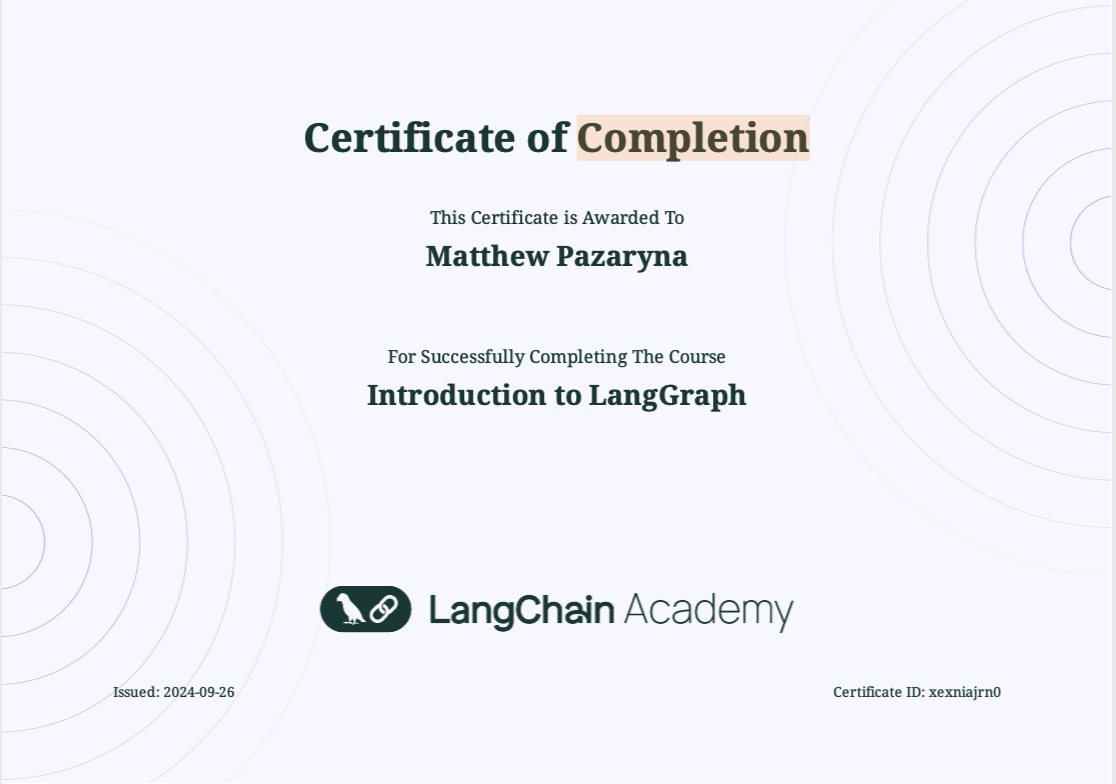 Certificate of Completion
This Certificate is Awarded To
Matthew Pazaryna
For Successfully Completing The Course
Introduction to LangGraph
LangChain Academy
Issued: 2024-09-26
Certificate ID: xexniajrn0